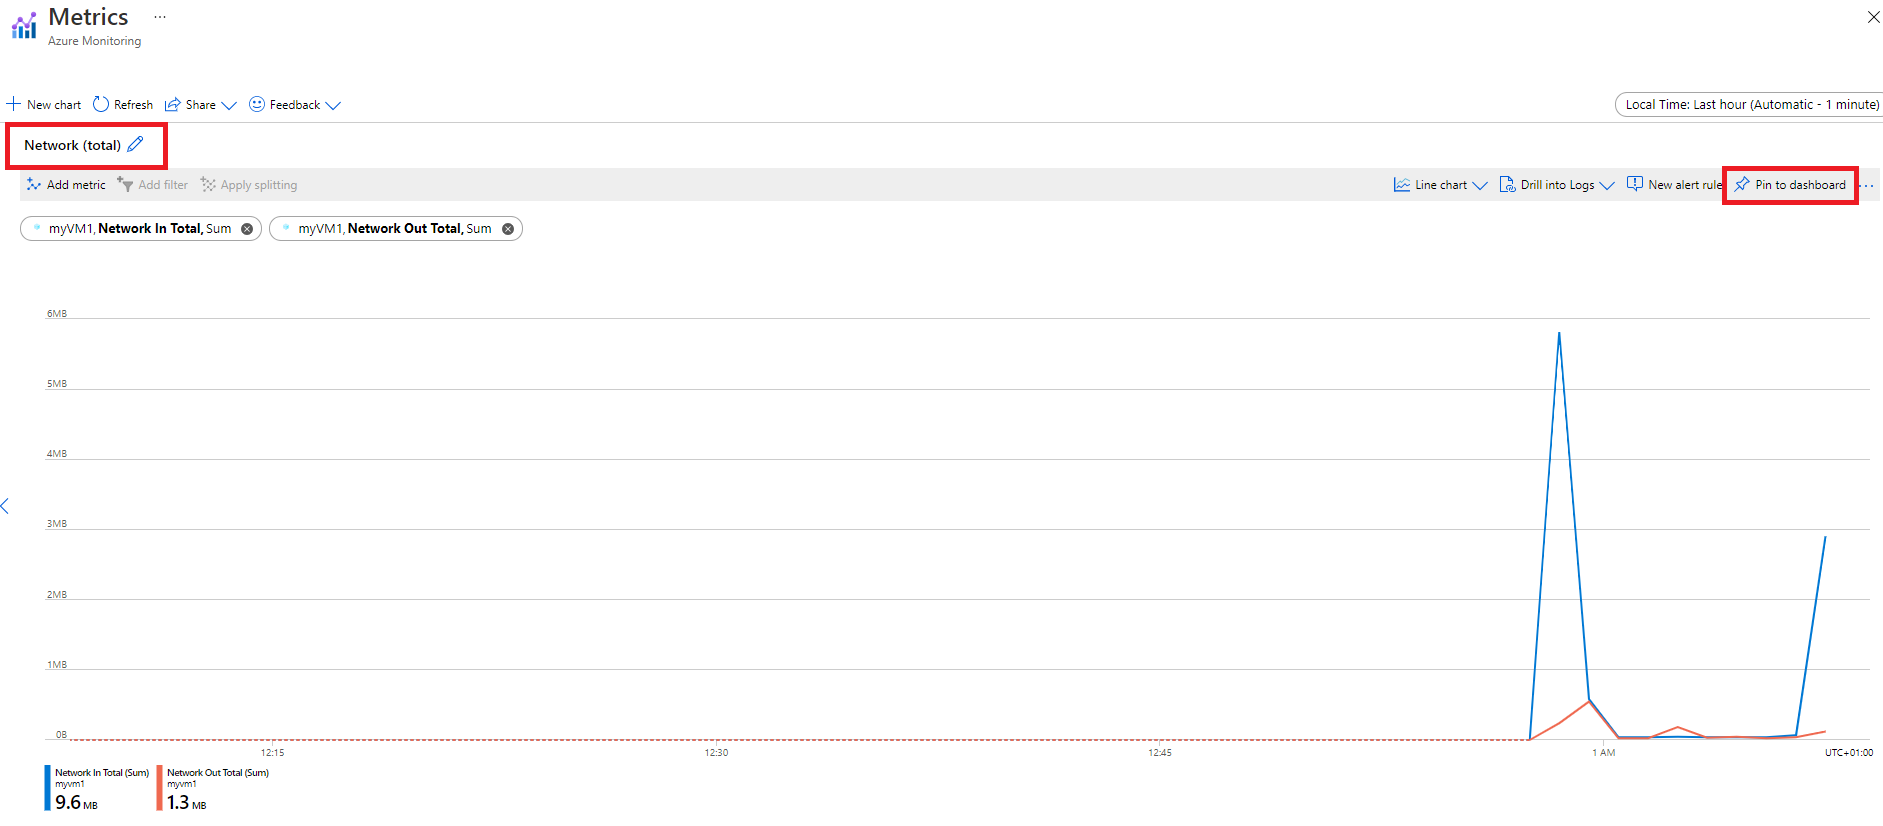 Metrics ...
Azure Monitoring
New chart Refresh Share Feedback
Local Time: Last hour (Automatic - 1 minute)
Network (total)
Add metric Add filter Apply splitting Line chart Drill into Logs New alert rule Pin to dashboard ...
myVM1, Network In Total, Sum myVM1, Network Out Total, Sum
6MB
5MB
4MB
3MB
2MB
1MB
0B
12:15 12:30 12:45 1 AM UTC+01:00
Network In Total (Sum) Network Out Total (Sum)
myvm1 myvm1
9.6 MB 1.3 MB